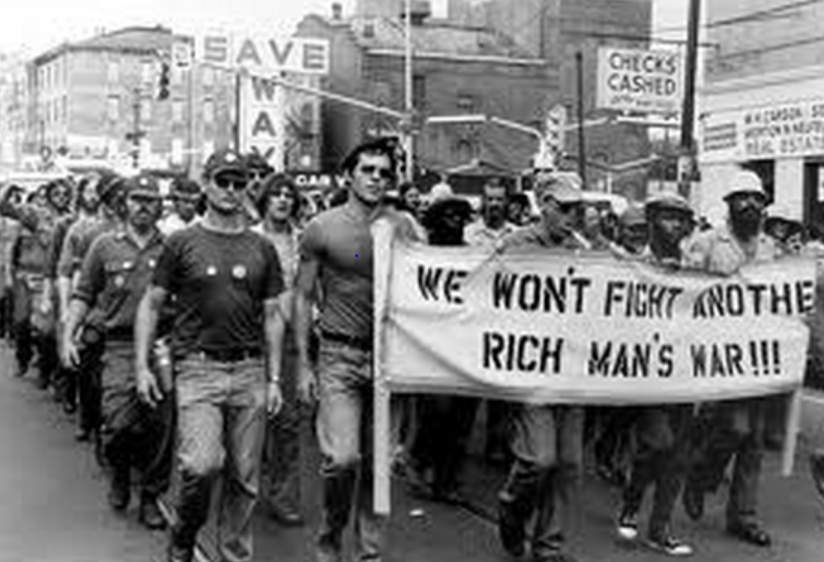 SAVE
WAY
CHECKS
CASHED
REAL ESTATE
WE WON'T FIGHT ANOTHE
RICH MAN'S WAR!!!